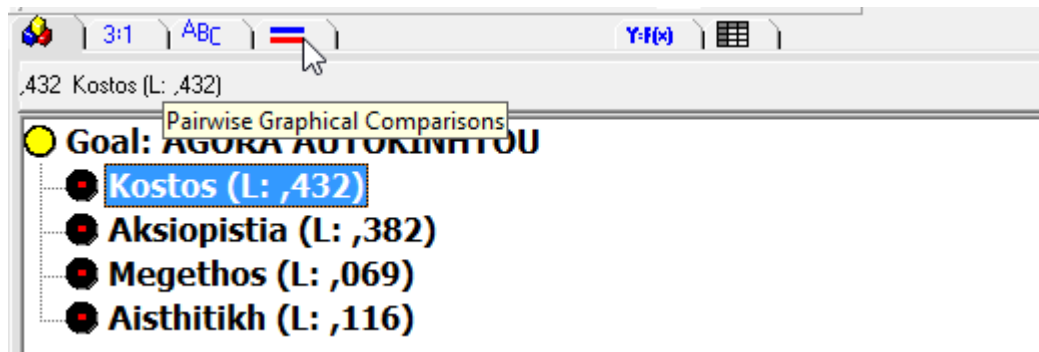 3:1 ABC Y=F(x)
,432 Kostos (L: ,432)
Pairwise Graphical Comparisons
Goal: AGORA AUTOKINHTOU
Kostos (L: ,432)
Aksiopistia (L: ,382)
Megethos (L: ,069)
Aisthitikh (L: ,116)